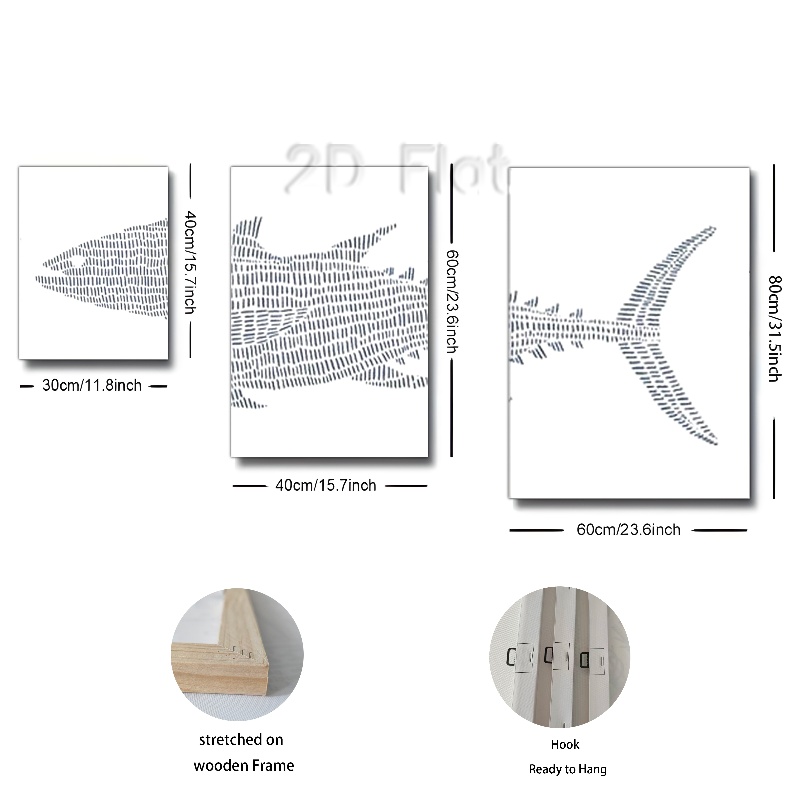 2D Flat
40cm/15.7inch
60cm/23.6inch
80cm/31.5inch
30cm/11.8inch
40cm/15.7inch
60cm/23.6inch
stretched on
wooden Frame
Hook
Ready to Hang